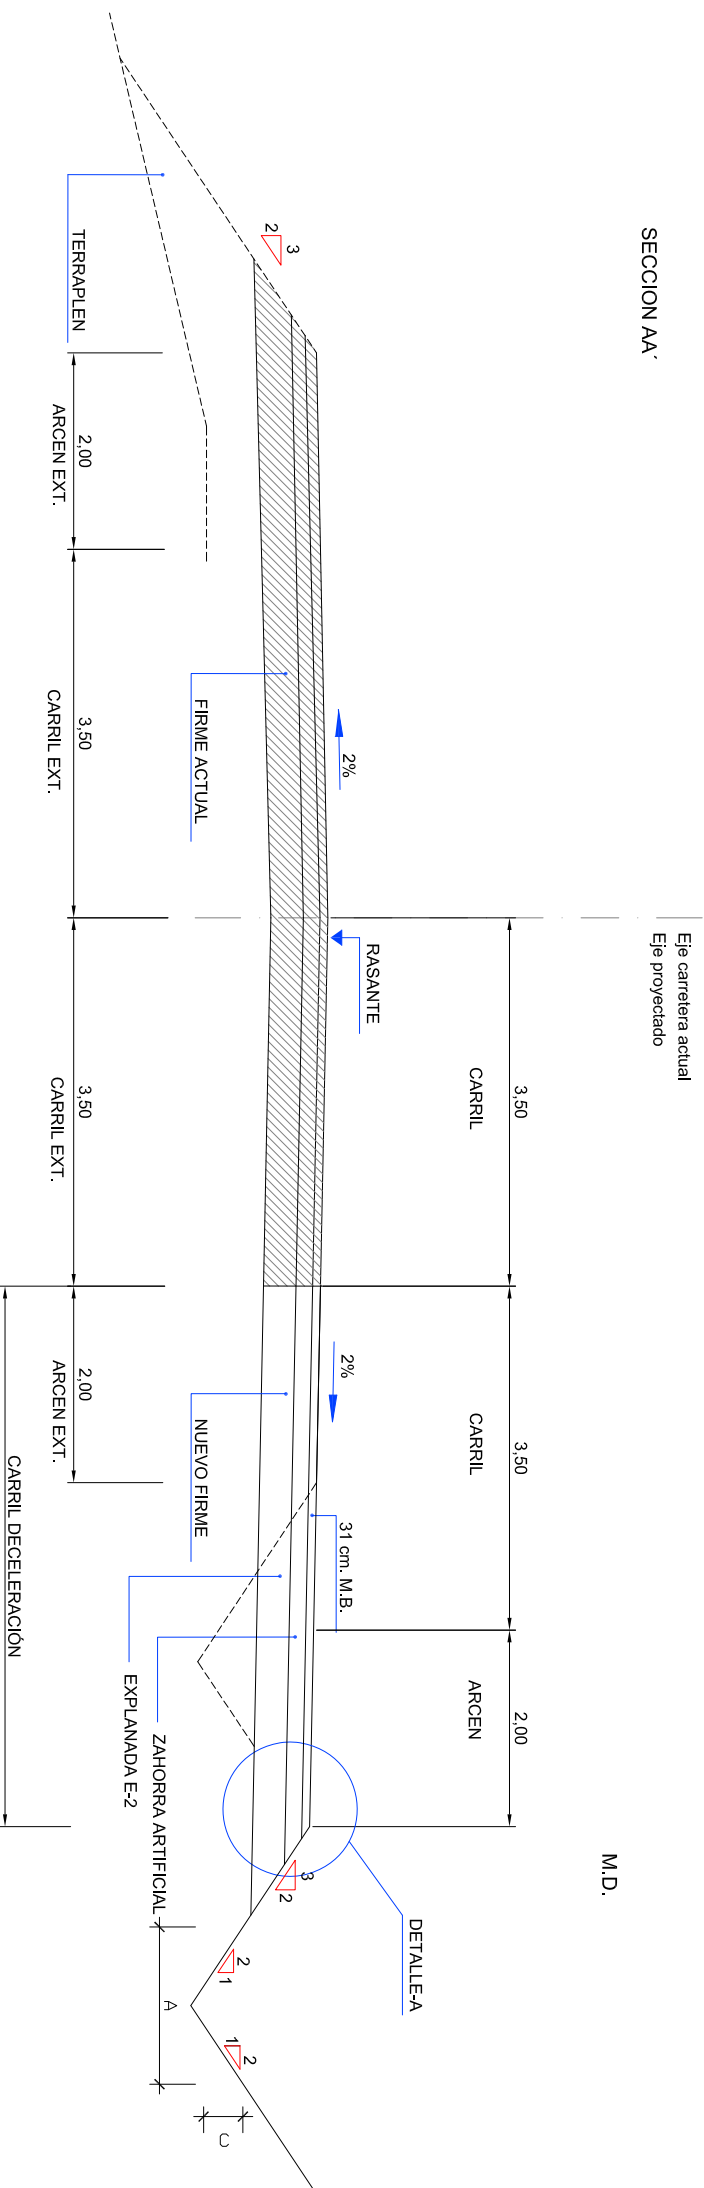 SECCION AA´
M.D.
Eje carretera actual
Eje proyectado
3,50
CARRIL
3,50
CARRIL
2,00
ARCEN
DETALLE-A
RASANTE
2%
2%
31 cm. M.B.
3
2
3
2
2
1
2
1
C
A
FIRME ACTUAL
NUEVO FIRME
ZAHORRA ARTIFICIAL
EXPLANADA E-2
TERRAPLEN
2,00
ARCEN EXT.
3,50
CARRIL EXT.
3,50
CARRIL EXT.
2,00
ARCEN EXT.
CARRIL DECELERACIÓN